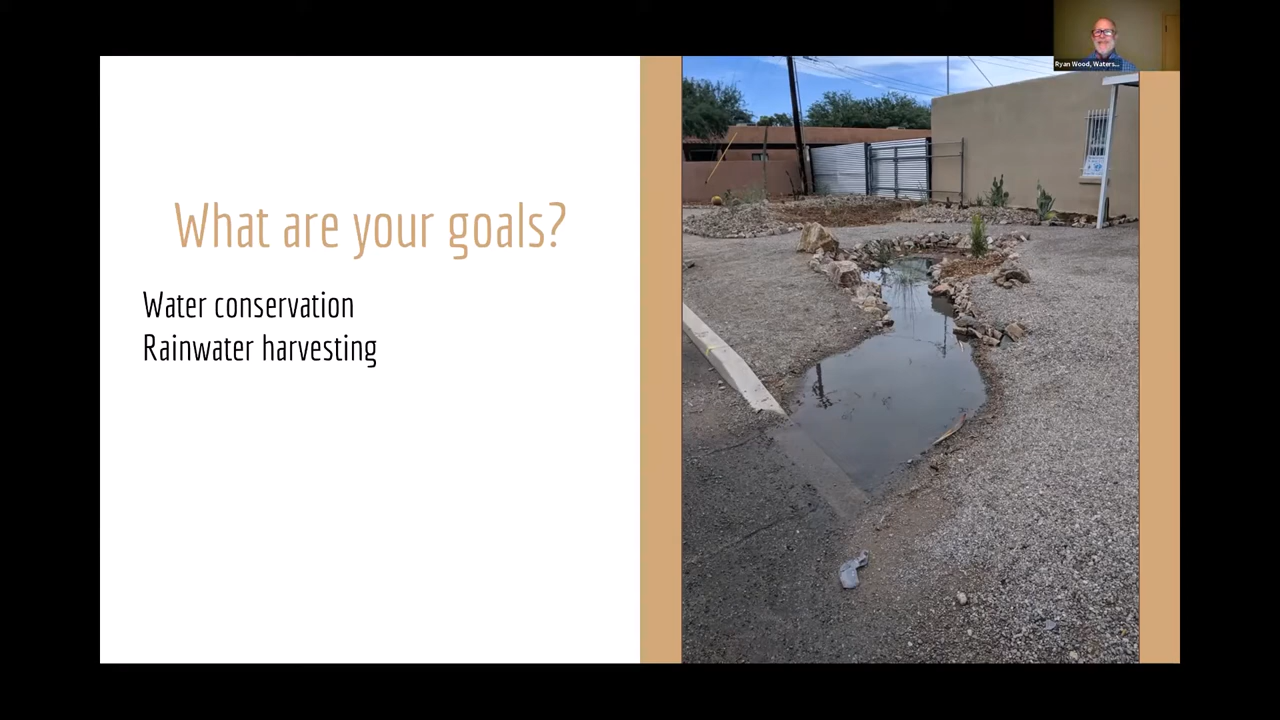 Ryan Wood, Waters...
What are your goals?
Water conservation
Rainwater harvesting